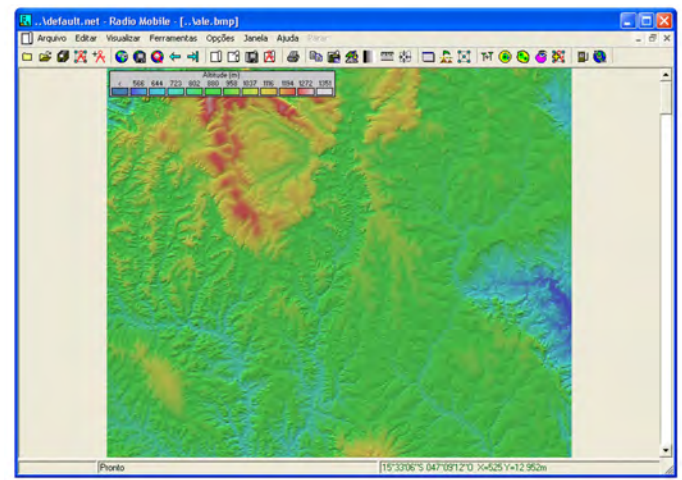 ..\default.net - Radio Mobile - [..\ale.bmp]
Arquivo Editar Visualizar Ferramentas Opções Janela Ajuda Parar
Altitude [m]
< 566 644 723 802 880 958 1037 1116 1194 1272 1351
Pronto
15°33'06"S 047°09'12"O X=525 Y=12 952m